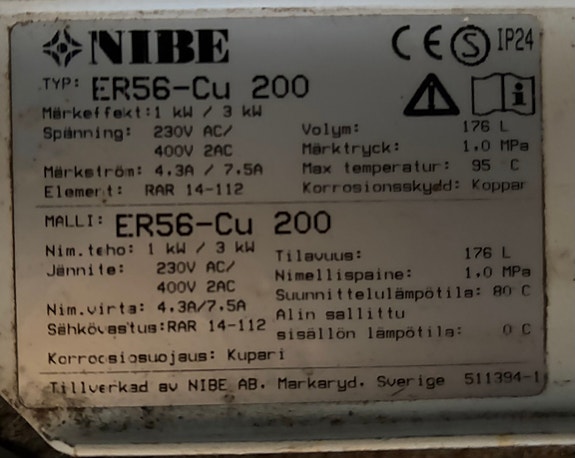 NIBE CE S IP24
TYP: ER56-Cu 200
Märkeffekt: 1 kW / 3 kW
Spänning: 230V AC/
400V 2AC
Märkström: 4.3A / 7.5A
Element: RAR 14-112
Volym: 176 L
Märktryck: 1.0 MPa
Max temperatur: 95 C
Korrosionsskydd: Koppar
MALLI: ER56-Cu 200
Nim.teho: 1 kW / 3 kW
Jännite: 230V AC/
400V 2AC
Nim.virta: 4.3A/7.5A
Sähkövastus: RAR 14-112
Tilavuus: 176 L
Nimellispaine: 1.0 MPa
Suunnittelulämpötila: 80 C
Alin sallittu
sisällön lämpötila: 0 C
Korrocsiosuojaus: Kupari
Tillverkad av NIBE AB. Markaryd. Sverige 511394-1